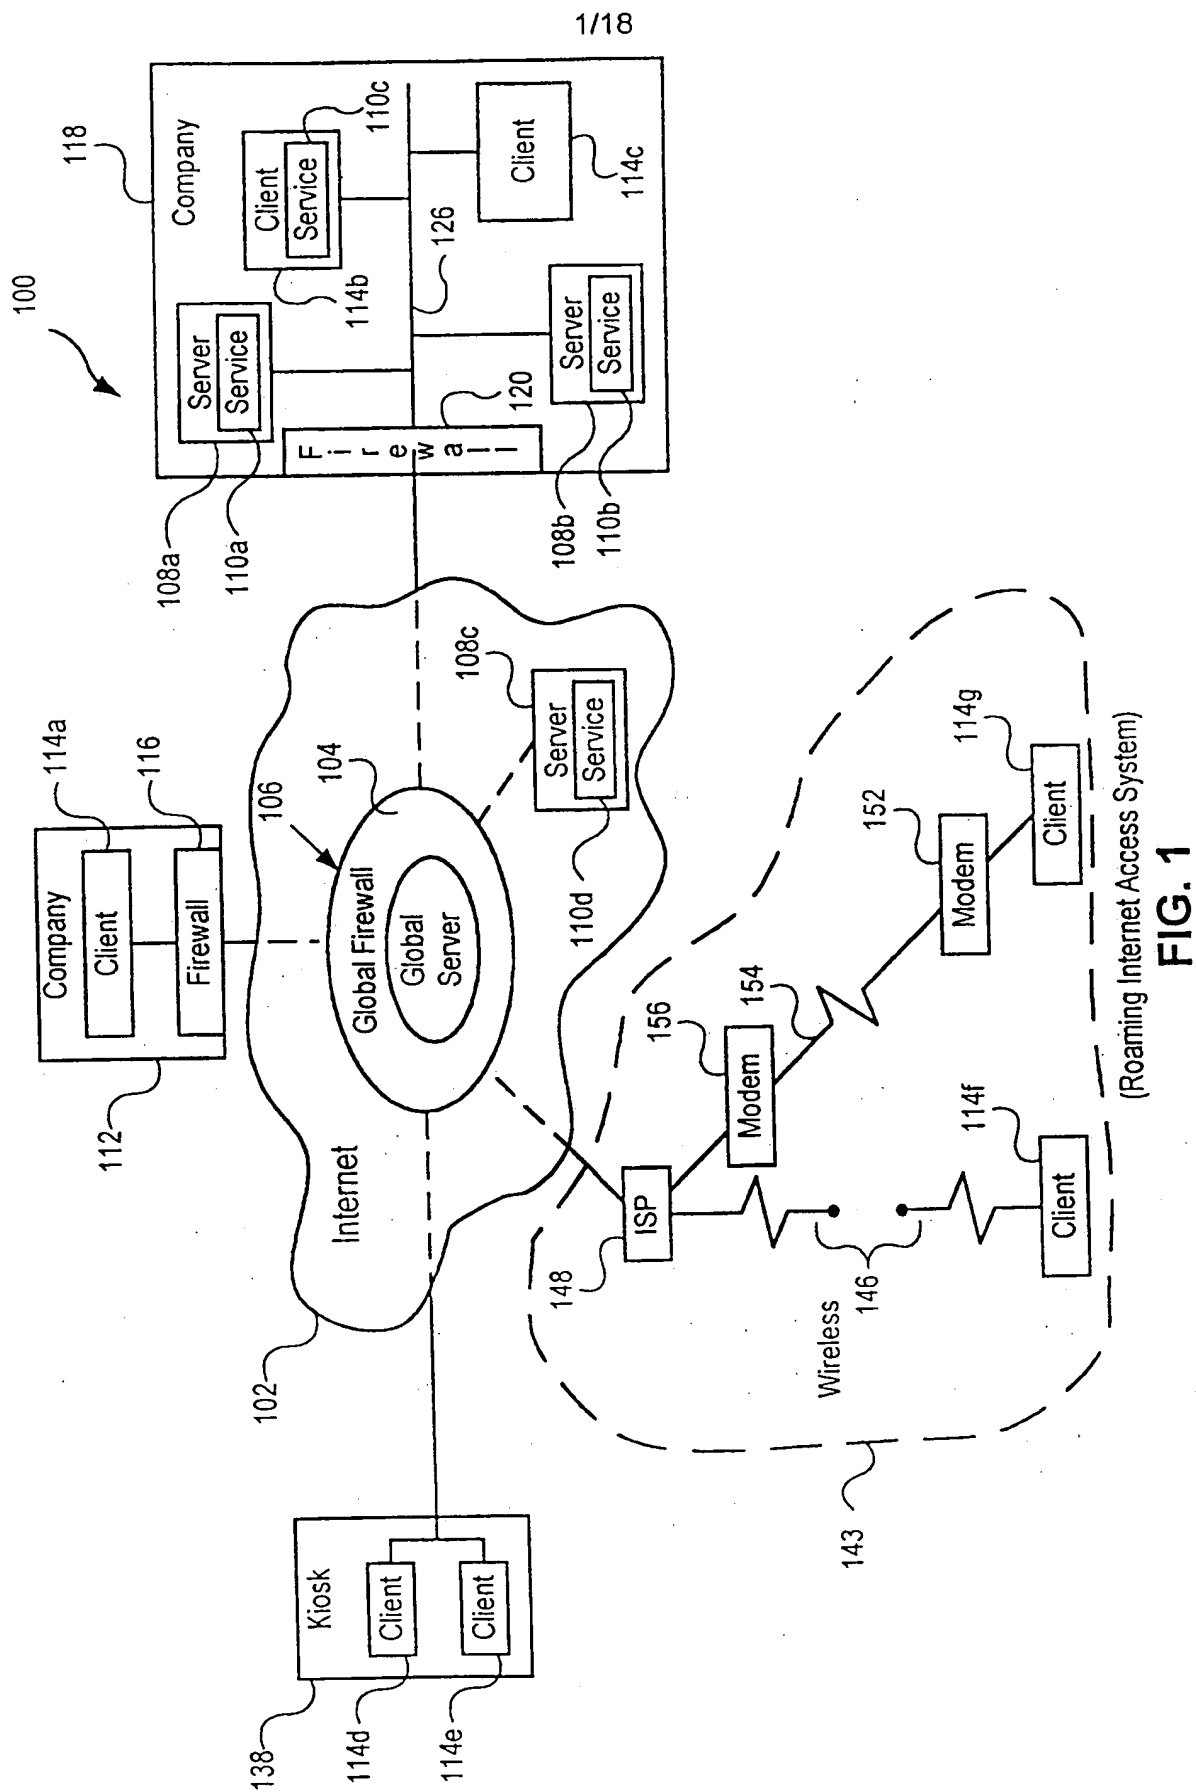 1/18
100
118
Company
Client
Service
110c
114b
Server
Service
108a
110a
126
Client
114c
Firewall
120
Server
Service
108b
110b
Company
Client
114a
Firewall
116
112
106
104
Global Firewall
Global
Server
Server
Service
108c
110d
Internet
102
Kiosk
Client
Client
138
114d
114e
ISP
148
Modem
156
154
Modem
152
Client
114g
Wireless
146
Client
114f
143
(Roaming Internet Access System)
FIG. 1